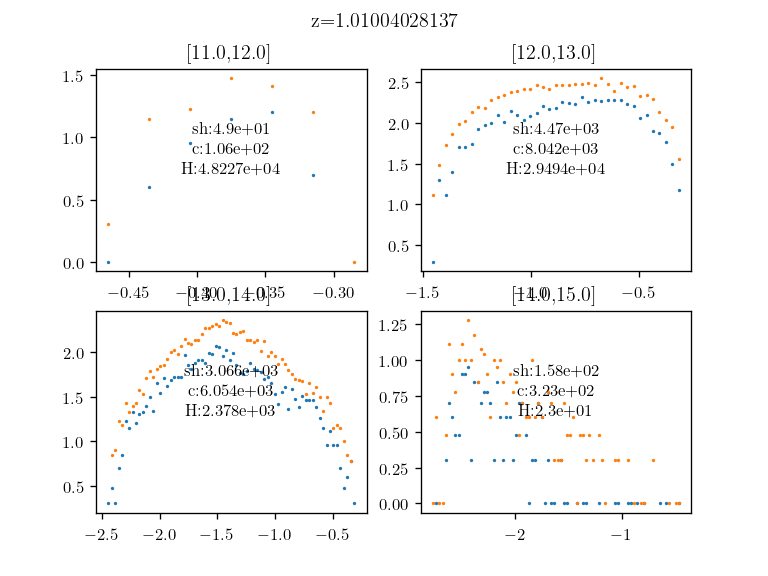 z=1.01004028137
[11.0,12.0]
[12.0,13.0]
1.5
1.0
0.5
0.0
sh:4.9e+01
c:1.06e+02
H:4.8227e+04
−0.45
−0.40
−0.35
−0.30
2.5
2.0
1.5
1.0
0.5
sh:4.47e+03
c:8.042e+03
H:2.9494e+04
−1.5
−1.0
−0.5
[13.0,14.0]
[14.0,15.0]
2.0
1.5
1.0
0.5
sh:3.066e+03
c:6.054e+03
H:2.378e+03
−2.5
−2.0
−1.5
−1.0
−0.5
1.25
1.00
0.75
0.50
0.25
0.00
sh:1.58e+02
c:3.23e+02
H:2.3e+01
−2
−1